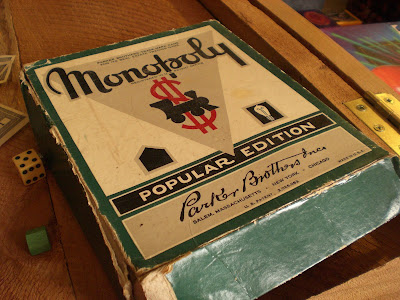 Monopoly
POPULAR EDITION
Parker Brothers Inc
SALEM, MASSACHUSETTS · NEW YORK · CHICAGO